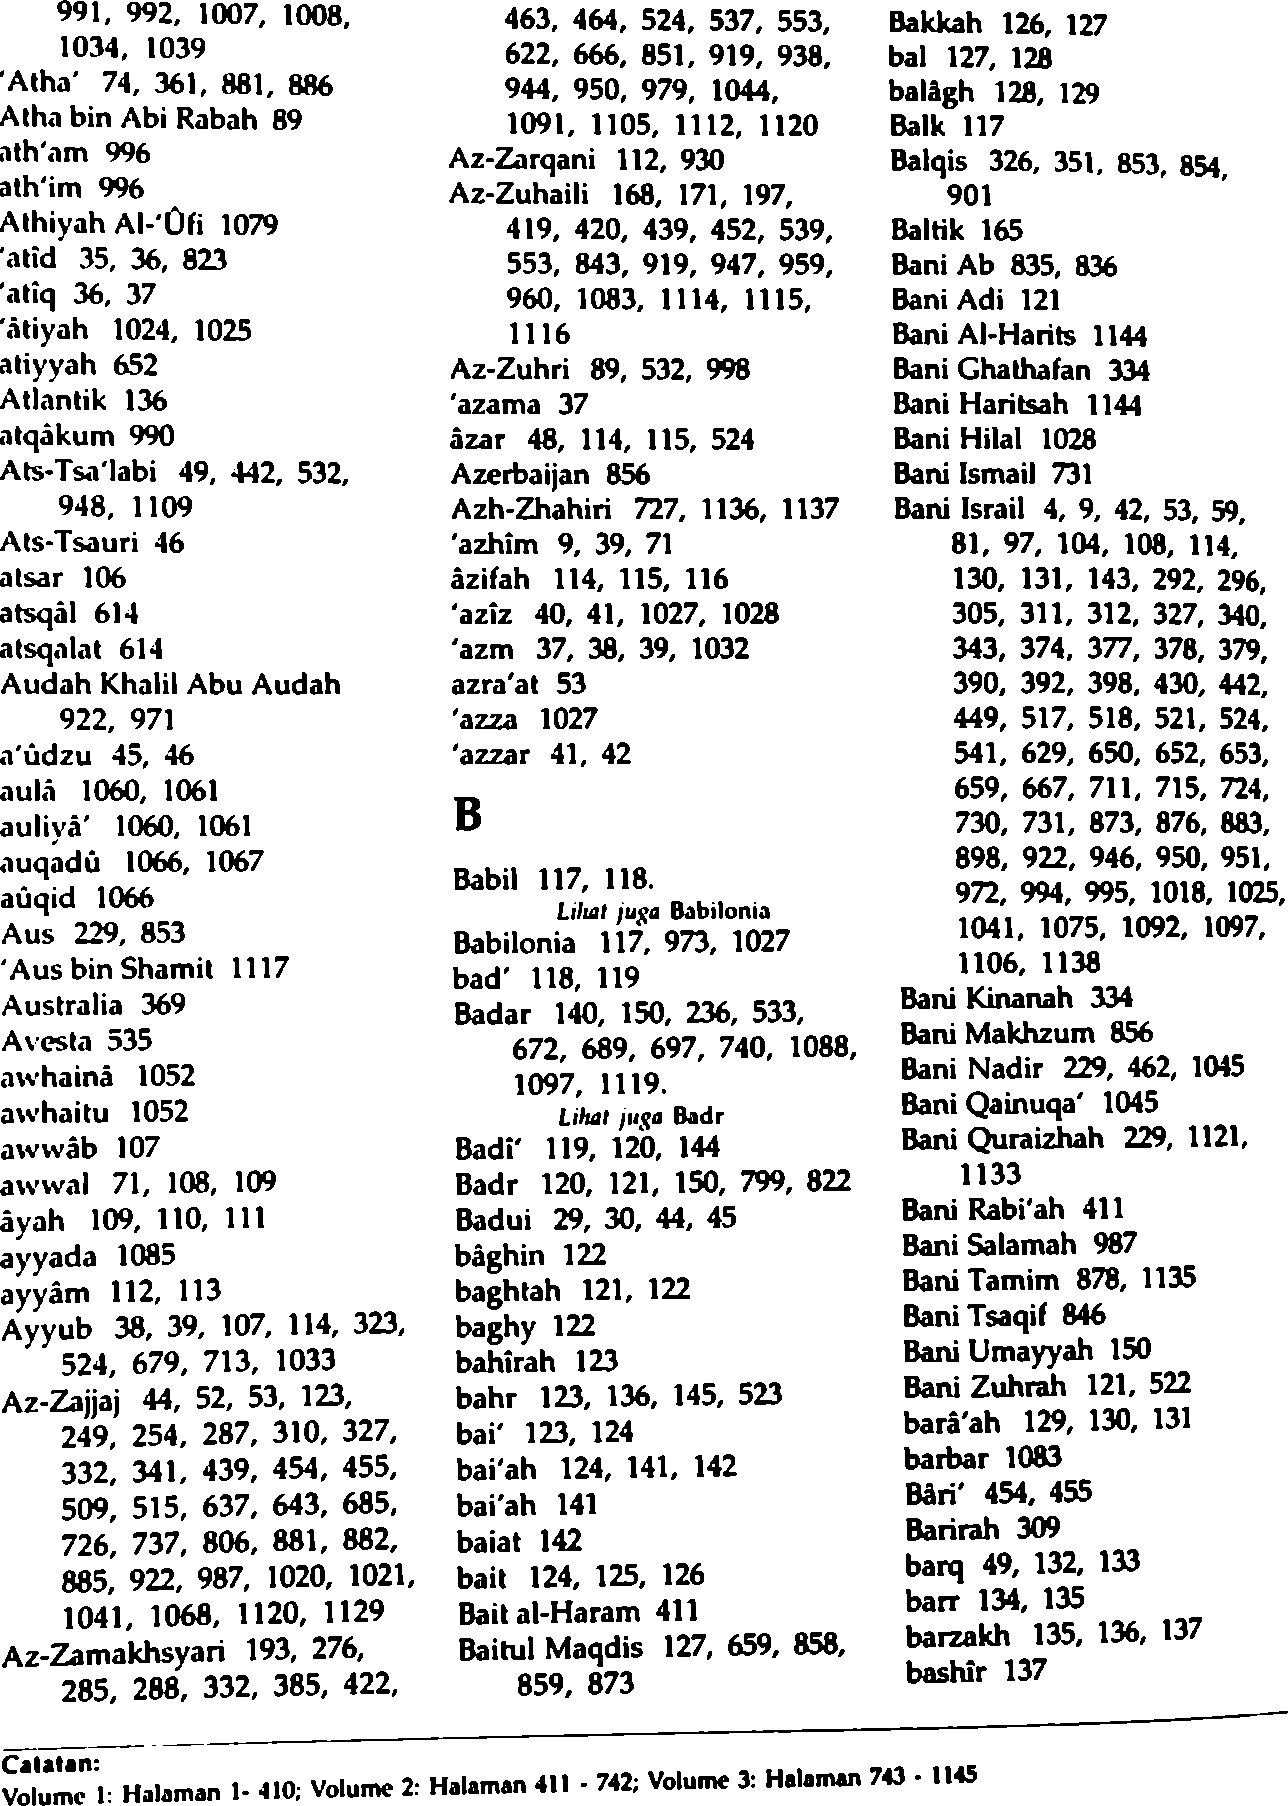 991, 992, 1007, 1008,
1034, 1039
'Atha' 74, 361, 881, 886
Atha bin Abi Rabah 89
ath'am 996
ath'im 996
Athiyah Al-'Ûfi 1079
'atîd 35, 36, 823
'atîq 36, 37
'âtiyah 1024, 1025
atiyyah 652
Atlantik 136
atqâkum 990
Ats-Tsa'labi 49, 442, 532,
948, 1109
Ats-Tsauri 46
atsar 106
atsqâl 614
atsqalat 614
Audah Khalil Abu Audah
922, 971
a'ûdzu 45, 46
aulâ 1060, 1061
auliyâ' 1060, 1061
auqadû 1066, 1067
aûqid 1066
Aus 229, 853
'Aus bin Shamit 1117
Australia 369
Avesta 535
awhainâ 1052
awhaitu 1052
awwâb 107
awwal 71, 108, 109
âyah 109, 110, 111
ayyada 1085
ayyâm 112, 113
Ayyub 38, 39, 107, 114, 323,
524, 679, 713, 1033
Az-Zajjaj 44, 52, 53, 123,
249, 254, 287, 310, 327,
332, 341, 439, 454, 455,
509, 515, 637, 643, 685,
726, 737, 806, 881, 882,
885, 922, 987, 1020, 1021,
1041, 1068, 1120, 1129
Az-Zamakhsyari 193, 276,
285, 288, 332, 385, 422,
463, 464, 524, 537, 553,
622, 666, 851, 919, 938,
944, 950, 979, 1044,
1091, 1105, 1112, 1120
Az-Zarqani 112, 930
Az-Zuhaili 168, 171, 197,
419, 420, 439, 452, 539,
553, 843, 919, 947, 959,
960, 1083, 1114, 1115,
1116
Az-Zuhri 89, 532, 998
'azama 37
âzar 48, 114, 115, 524
Azerbaijan 856
Azh-Zhahiri 727, 1136, 1137
'azhîm 9, 39, 71
âzifah 114, 115, 116
'azîz 40, 41, 1027, 1028
'azm 37, 38, 39, 1032
azra'at 53
'azza 1027
'azzar 41, 42
B
Babil 117, 118.
Lihat juga Babilonia
Babilonia 117, 973, 1027
bad' 118, 119
Badar 140, 150, 236, 533,
672, 689, 697, 740, 1088,
1097, 1119.
Lihat juga Badr
Badî' 119, 120, 144
Badr 120, 121, 150, 799, 822
Badui 29, 30, 44, 45
bâghin 122
baghtah 121, 122
baghy 122
bahîrah 123
bahr 123, 136, 145, 523
bai' 123, 124
bai'ah 124, 141, 142
bai'ah 141
baiat 142
bait 124, 125, 126
Bait al-Haram 411
Baitul Maqdis 127, 659, 858,
859, 873
Bakkah 126, 127
bal 127, 128
balâgh 128, 129
Balk 117
Balqis 326, 351, 853, 854,
901
Baltik 165
Bani Ab 835, 836
Bani Adi 121
Bani Al-Harits 1144
Bani Ghathafan 334
Bani Haritsah 1144
Bani Hilal 1028
Bani Ismail 731
Bani Israil 4, 9, 42, 53, 59,
81, 97, 104, 108, 114,
130, 131, 143, 292, 296,
305, 311, 312, 327, 340,
343, 374, 377, 378, 379,
390, 392, 398, 430, 442,
449, 517, 518, 521, 524,
541, 629, 650, 652, 653,
659, 667, 711, 715, 724,
730, 731, 873, 876, 883,
898, 922, 946, 950, 951,
972, 994, 995, 1018, 1025,
1041, 1075, 1092, 1097,
1106, 1138
Bani Kinanah 334
Bani Makhzum 856
Bani Nadir 229, 462, 1045
Bani Qainuqa' 1045
Bani Quraizhah 229, 1121,
1133
Bani Rabi'ah 411
Bani Salamah 987
Bani Tamim 878, 1135
Bani Tsaqif 846
Bani Umayyah 150
Bani Zuhrah 121, 522
barâ'ah 129, 130, 131
barbar 1083
Bâri' 454, 455
Barirah 309
barq 49, 132, 133
barr 134, 135
barzakh 135, 136, 137
bashîr 137
Catatan:
Volume 1: Halaman 1- 410; Volume 2: Halaman 411 - 742; Volume 3: Halaman 743 - 1145